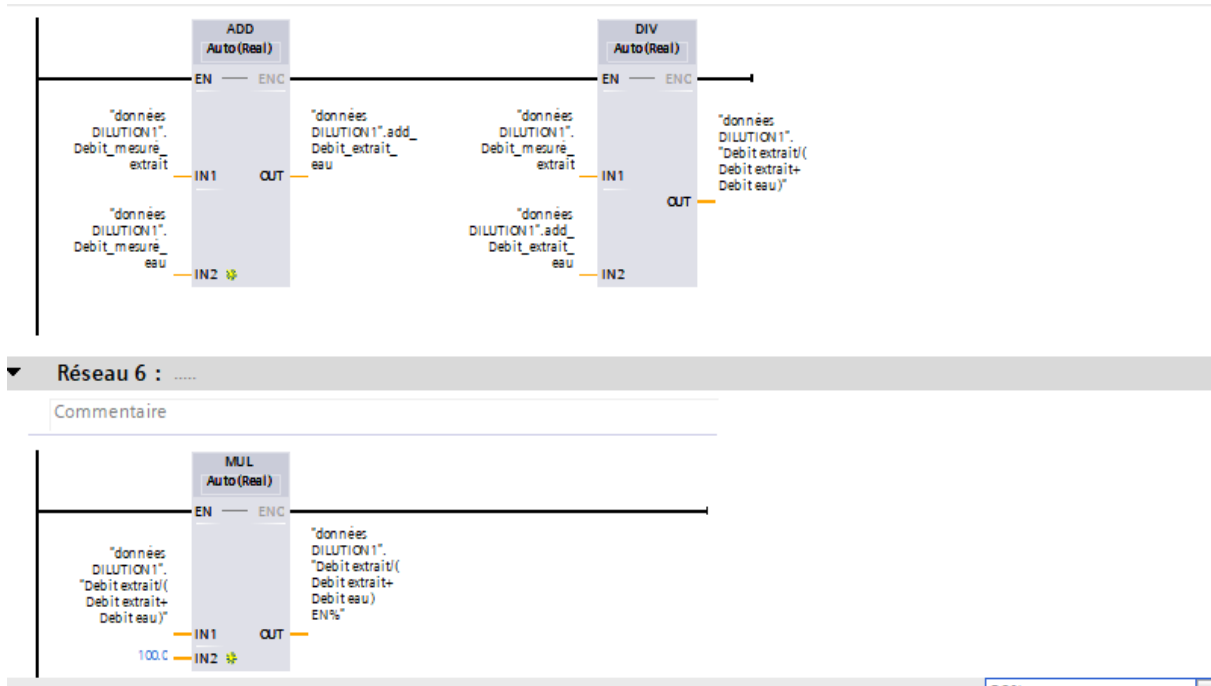 ADD
Auto(Real)
EN
ENO
"données
DILUTION1".
Debit_mesuré_
extrait
IN1
OUT
"données
DILUTION1".add_
Debit_extrait_
eau
"données
DILUTION1".
Debit_mesuré_
eau
IN2
DIV
Auto(Real)
EN
ENO
"données
DILUTION1".
Debit_mesuré_
extrait
IN1
OUT
"données
DILUTION1".
"Debit extrait/(
Debit extrait+
Debit eau)"
"données
DILUTION1".add_
Debit_extrait_
eau
IN2
Réseau 6 : .....
Commentaire
MUL
Auto(Real)
EN
ENO
"données
DILUTION1".
"Debit extrait/(
Debit extrait+
Debit eau)"
IN1
OUT
"données
DILUTION1".
"Debit extrait/(
Debit extrait+
Debit eau)
EN%"
100.0
IN2